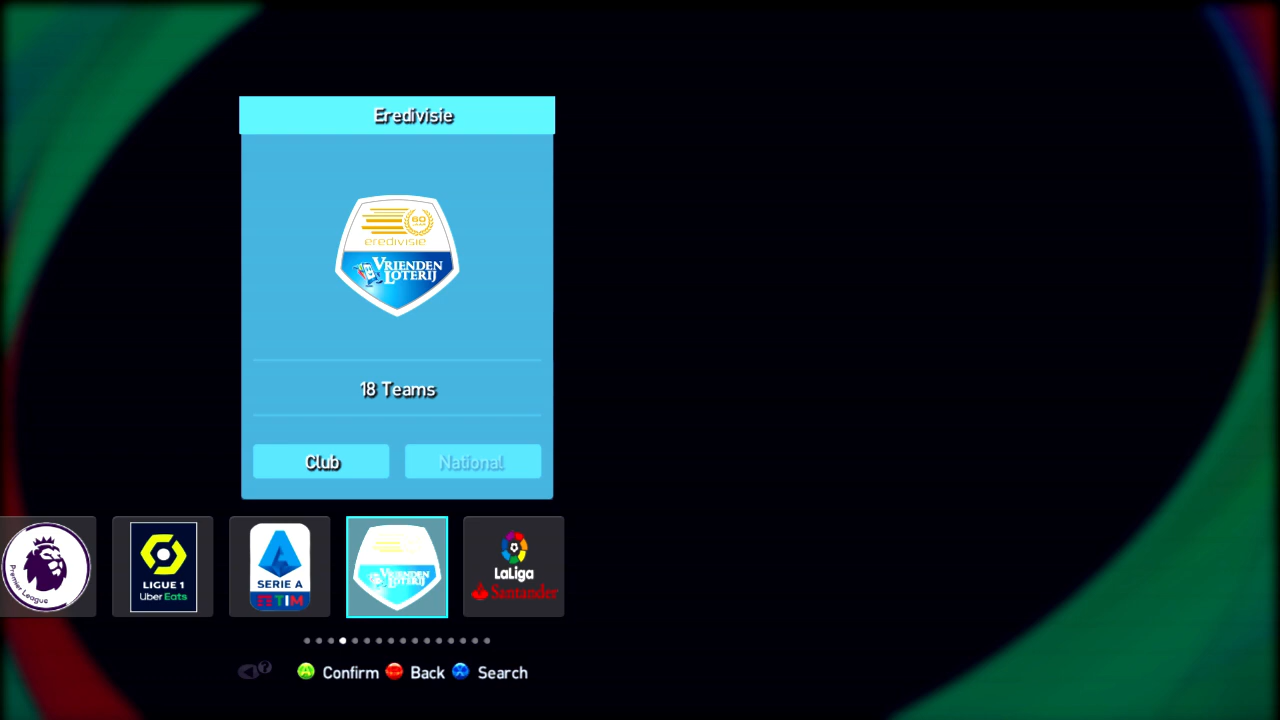 Eredivisie
60
JAAR
eredivisie
VRIENDEN
LOTERIJ
18 Teams
Club National
Premier League
LIGUE 1
Uber Eats
SERIE A
TIM
VRIENDEN
LOTERIJ
LaLiga
Santander
? Confirm Back Search